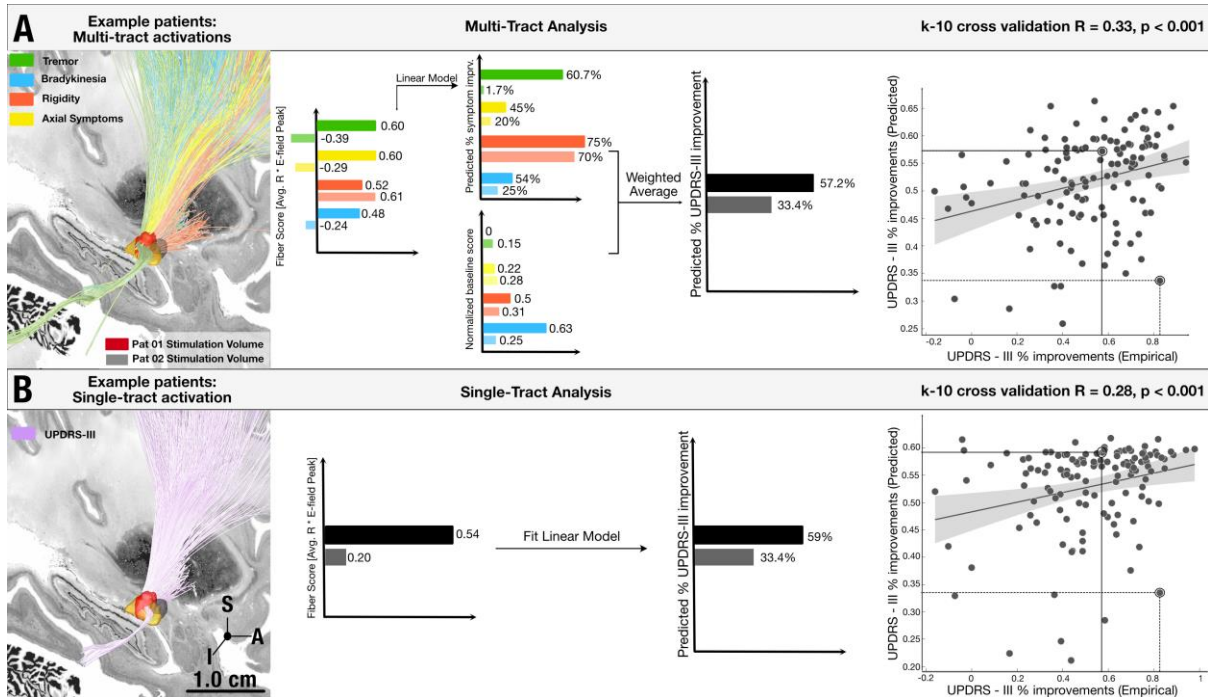 A
Example patients:
Multi-tract activations
Multi-Tract Analysis
k-10 cross validation R = 0.33, p < 0.001
Tremor
Bradykinesia
Rigidity
Axial Symptoms
Pat 01 Stimulation Volume
Pat 02 Stimulation Volume
Fiber Score [Avg. R * E-field Peak]
0.60
-0.39
0.60
-0.29
0.52
0.61
0.48
-0.24
Linear Model
Predicted % symptom imprv.
60.7%
1.7%
45%
20%
75%
70%
54%
25%
Normalized baseline score
0
0.15
0.22
0.28
0.5
0.31
0.63
0.25
Weighted
Average
Predicted % UPDRS-III improvement
57.2%
33.4%
UPDRS - III % improvements (Predicted)
0.65
0.60
0.55
0.5
0.45
0.40
0.35
0.3
0.25
-0.2 0 0.2 0.4 0.6 0.8
UPDRS - III % improvements (Empirical)
B
Example patients:
Single-tract activation
Single-Tract Analysis
k-10 cross validation R = 0.28, p < 0.001
UPDRS-III
S
A
I
1.0 cm
Fiber Score [Avg. R * E-field Peak]
0.54
0.20
Fit Linear Model
Predicted % UPDRS-III improvement
59%
33.4%
UPDRS - III % improvements (Predicted)
0.60
0.55
0.50
0.45
0.40
0.35
0.30
0.25
0.20
-0.2 0 0.2 0.4 0.6 0.8 1
UPDRS - III % improvements (Empirical)